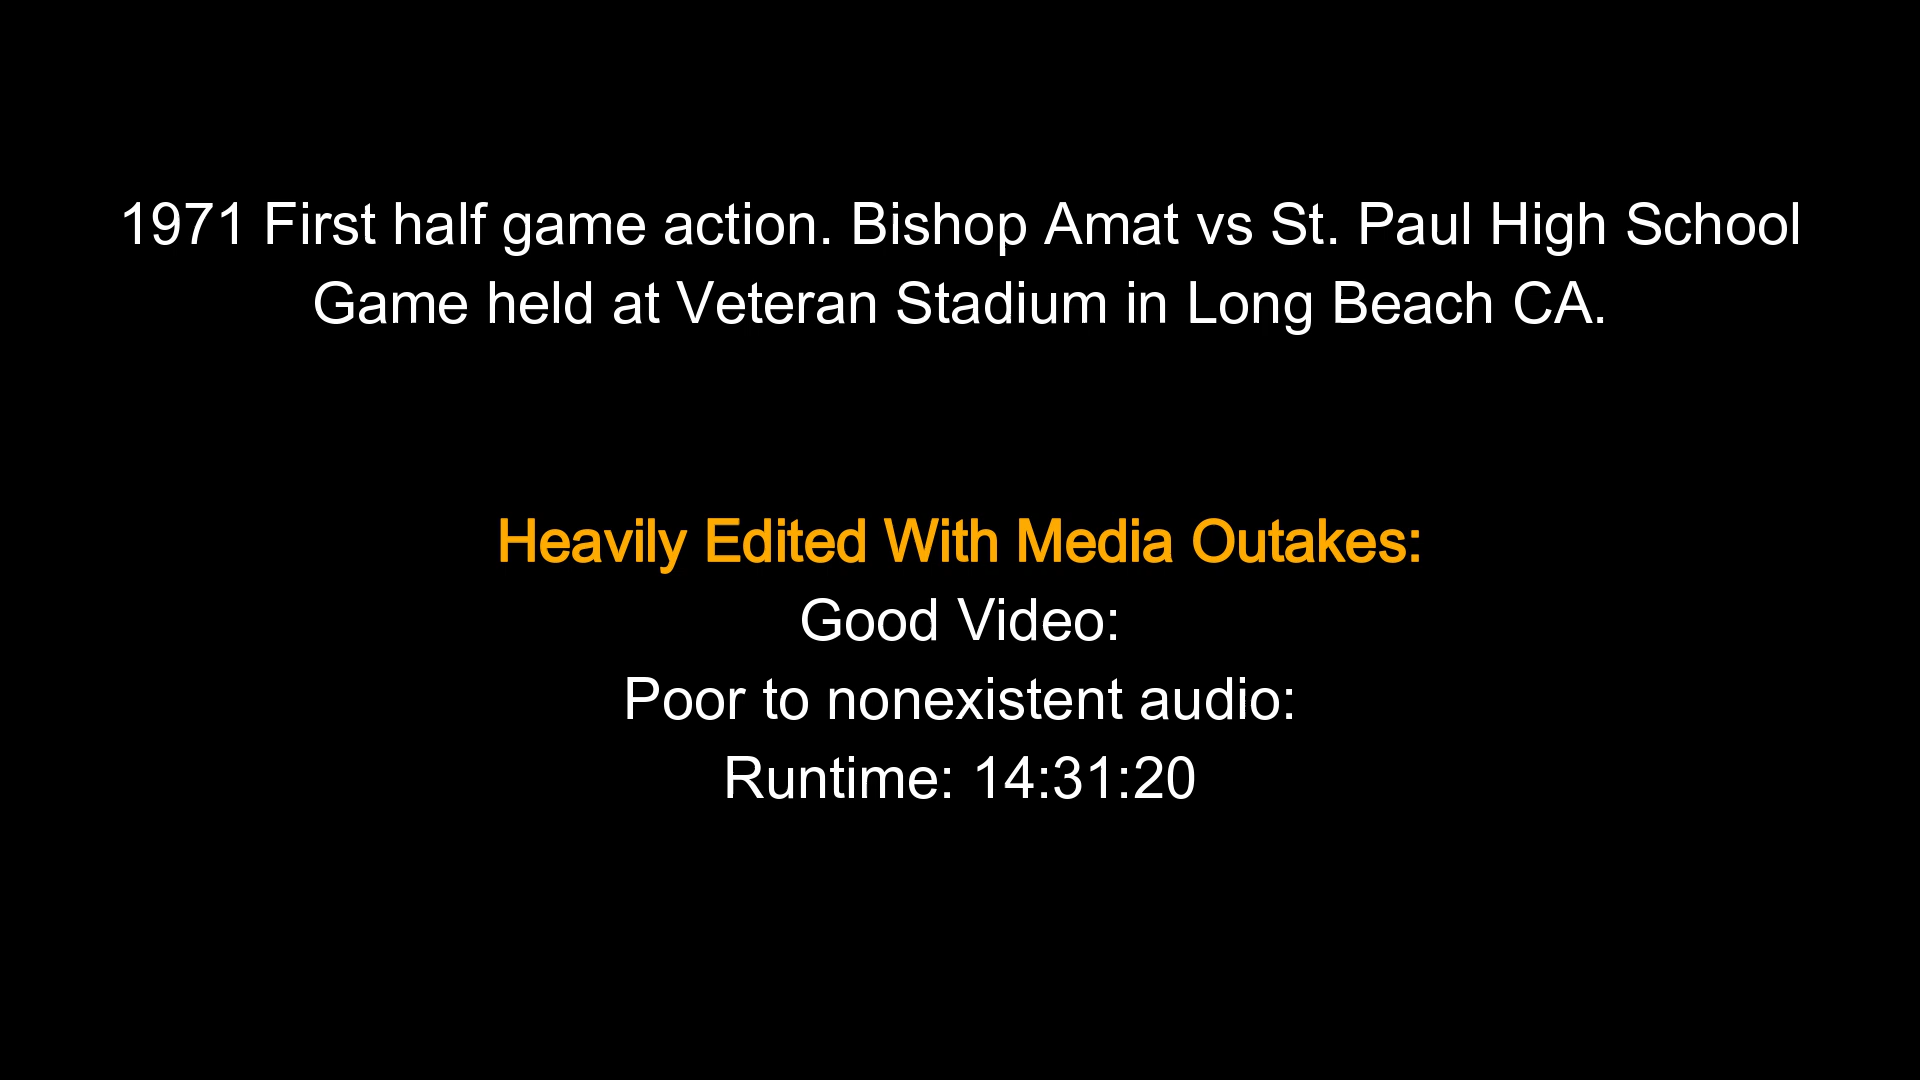 1971 First half game action. Bishop Amat vs St. Paul High School
Game held at Veteran Stadium in Long Beach CA.
Heavily Edited With Media Outakes:
Good Video:
Poor to nonexistent audio:
Runtime: 14:31:20